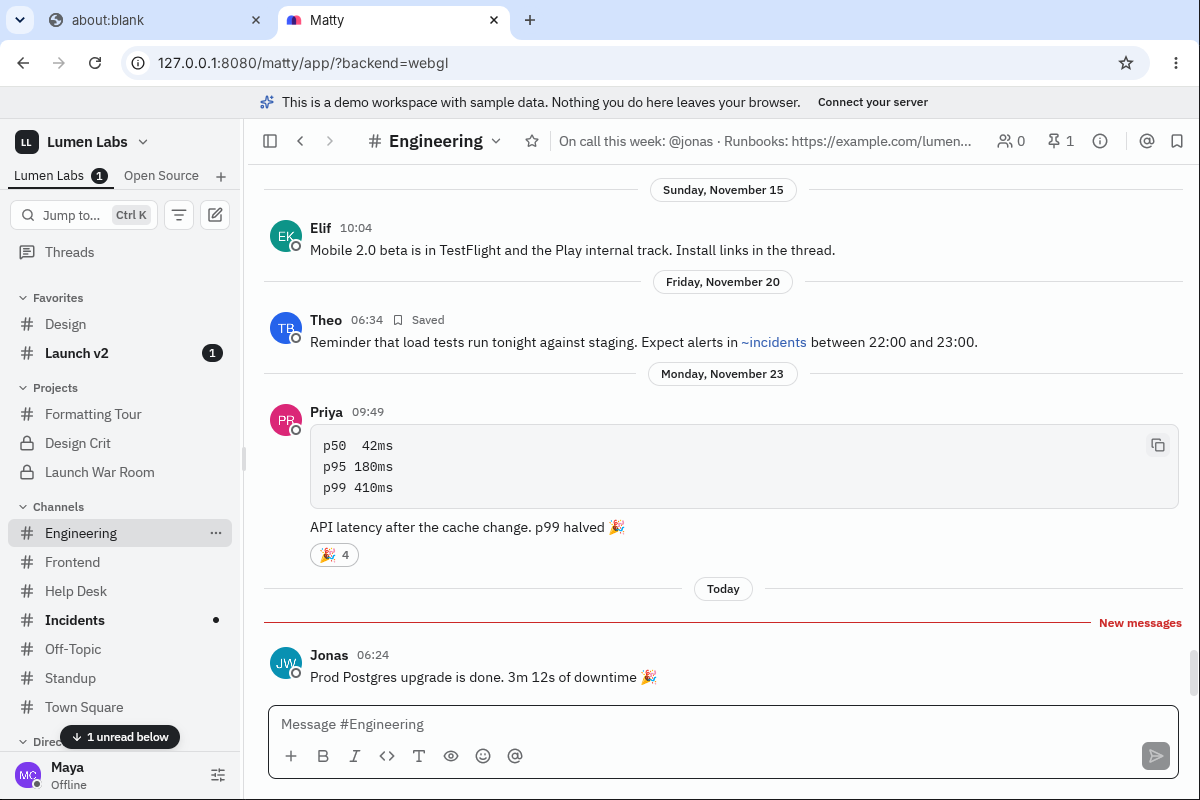 about:blank
Matty
127.0.0.1:8080/matty/app/?backend=webgl
This is a demo workspace with sample data. Nothing you do here leaves your browser. Connect your server
LL Lumen Labs
Lumen Labs 1 Open Source
Jump to... Ctrl K
Threads
Favorites
Design
Launch v2 1
Projects
Formatting Tour
Design Crit
Launch War Room
Channels
Engineering
Frontend
Help Desk
Incidents
Off-Topic
Standup
Town Square
Direc
1 unread below
MC Maya
Offline
# Engineering
On call this week: @jonas · Runbooks: https://example.com/lumen...
0
1
Sunday, November 15
EK Elif 10:04
Mobile 2.0 beta is in TestFlight and the Play internal track. Install links in the thread.
Friday, November 20
TB Theo 06:34 Saved
Reminder that load tests run tonight against staging. Expect alerts in ~incidents between 22:00 and 23:00.
Monday, November 23
PR Priya 09:49
p50  42ms
p95 180ms
p99 410ms
API latency after the cache change. p99 halved 🎉
🎉 4
Today
New messages
JW Jonas 06:24
Prod Postgres upgrade is done. 3m 12s of downtime 🎉
Message #Engineering